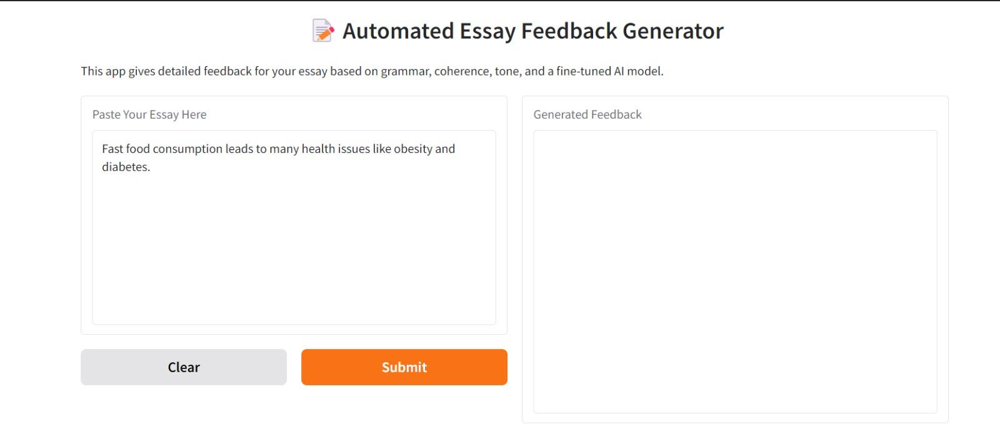 Automated Essay Feedback Generator
This app gives detailed feedback for your essay based on grammar, coherence, tone, and a fine-tuned AI model.
Paste Your Essay Here
Fast food consumption leads to many health issues like obesity and
diabetes.
Clear
Submit
Generated Feedback